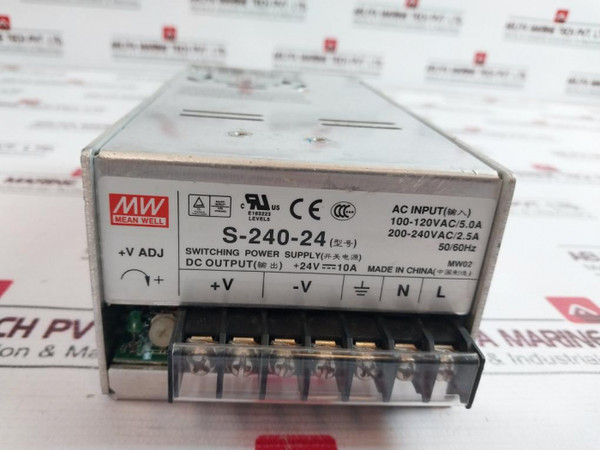 MW
MEAN WELL
+V ADJ
+
c UL us
E183223
LEVEL3
CE
CCC
S-240-24 (型号)
SWITCHING POWER SUPPLY(开关电源)
DC OUTPUT(输出) +24V 10A
AC INPUT(输入)
100-120VAC/5.0A
200-240VAC/2.5A
50/60Hz
MW02
MADE IN CHINA(中国制造)
+V -V N L